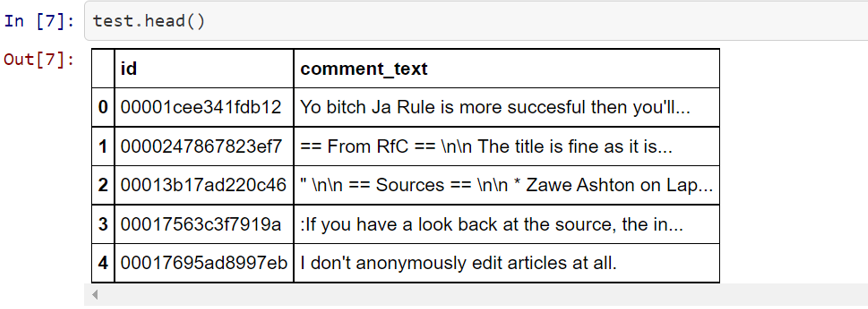 In [7]: test.head()
Out[7]:
id comment_text
0 00001cee341fdb12 Yo bitch Ja Rule is more succesful then you'll...
1 0000247867823ef7 == From RfC == \n\n The title is fine as it is...
2 00013b17ad220c46 " \n\n == Sources == \n\n * Zawe Ashton on Lap...
3 00017563c3f7919a :If you have a look back at the source, the in...
4 00017695ad8997eb I don't anonymously edit articles at all.